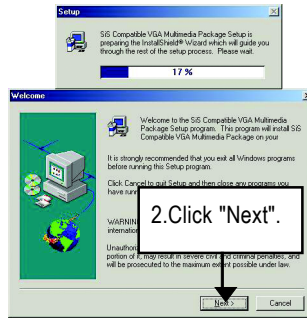 Setup
SiS Compatible VGA Multimedia Package Setup is
preparing the InstallShield® Wizard which will guide you
through the rest of the setup process. Please wait.
17 %
Welcome
Welcome to the SiS Compatible VGA Multimedia
Package Setup program. This program will install SiS
Compatible VGA Multimedia Package on your
It is strongly recommended that you exit all Windows programs
before running this Setup program.
Click Cancel to quit Setup and then close any programs you
have
2.Click "Next".
internation
Unauthori
portion of it, may result in severe civil and criminal penalties, and
will be prosecuted to the maximum extent possible under law.
Next >
Cancel